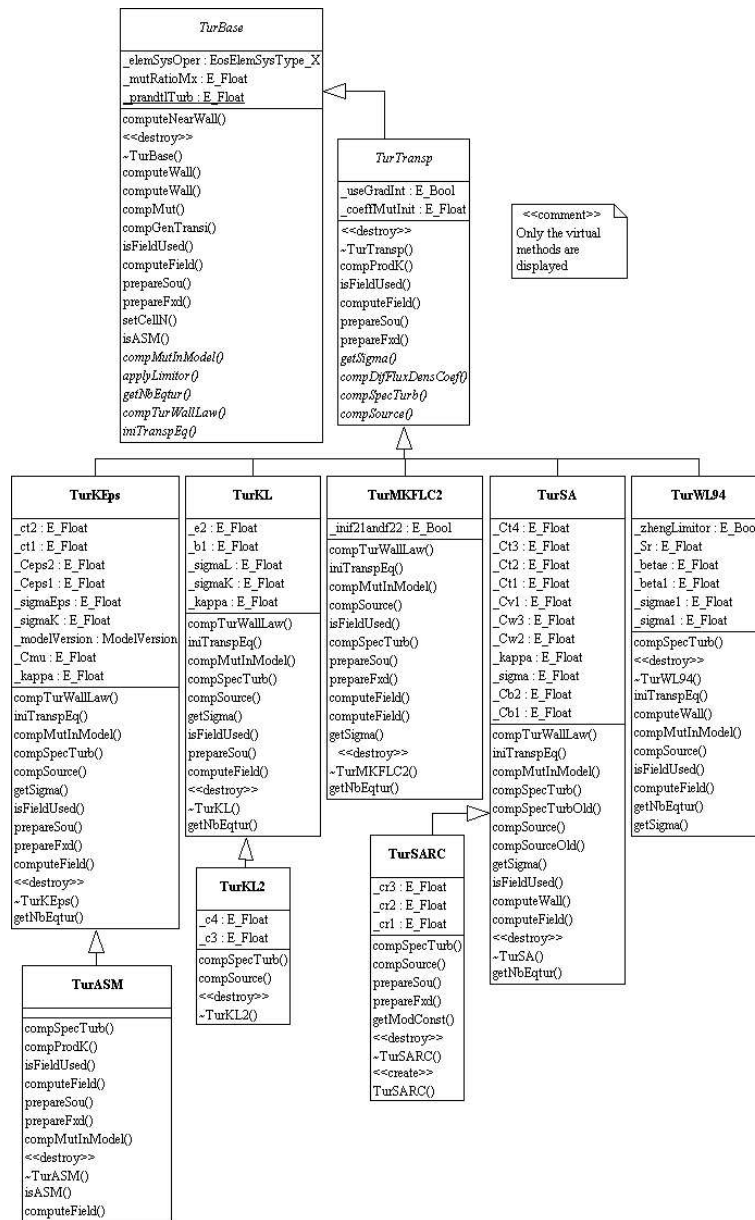 TurBase
_elemSysOper : EosElemSysType_X
_mutRatioMx : E_Float
_prandtlTurb : E_Float
computeNearWall()
<<destroy>>
~TurBase()
computeWall()
computeWall()
compMut()
compGenTransi()
isFieldUsed()
computeField()
prepareSou()
prepareFxd()
setCellN()
isASM()
compMutInModel()
applyLimitor()
getNbEqtur()
compTurWallLaw()
iniTranspEq()
TurTransp
_useGradInt : E_Bool
_coeffMutInit : E_Float
<<destroy>>
~TurTransp()
compProdK()
isFieldUsed()
computeField()
prepareSou()
prepareFxd()
getSigma()
compDifFluxDensCoef()
compSpecTurb()
compSource()
<<comment>>
Only the virtual
methods are
displayed
TurKEps
_ct2 : E_Float
_ct1 : E_Float
_Ceps2 : E_Float
_Ceps1 : E_Float
_sigmaEps : E_Float
_sigmaK : E_Float
_modelVersion : ModelVersion
_Cmu : E_Float
_kappa : E_Float
compTurWallLaw()
iniTranspEq()
compMutInModel()
compSpecTurb()
compSource()
getSigma()
isFieldUsed()
prepareSou()
prepareFxd()
computeField()
<<destroy>>
~TurKEps()
getNbEqtur()
TurKL
_e2 : E_Float
_b1 : E_Float
_sigmaL : E_Float
_sigmaK : E_Float
_kappa : E_Float
compTurWallLaw()
iniTranspEq()
compMutInModel()
compSpecTurb()
compSource()
getSigma()
isFieldUsed()
prepareSou()
computeField()
<<destroy>>
~TurKL()
getNbEqtur()
TurMKFLC2
_inif21andf22 : E_Bool
compTurWallLaw()
iniTranspEq()
compMutInModel()
compSource()
isFieldUsed()
compSpecTurb()
prepareSou()
prepareFxd()
computeField()
computeField()
getSigma()
<<destroy>>
~TurMKFLC2()
getNbEqtur()
TurSA
_Ct4 : E_Float
_Ct3 : E_Float
_Ct2 : E_Float
_Ct1 : E_Float
_Cv1 : E_Float
_Cw3 : E_Float
_Cw2 : E_Float
_kappa : E_Float
_sigma : E_Float
_Cb2 : E_Float
_Cb1 : E_Float
compTurWallLaw()
iniTranspEq()
compMutInModel()
compSpecTurb()
compSpecTurbOld()
compSource()
compSourceOld()
getSigma()
isFieldUsed()
computeWall()
computeField()
<<destroy>>
~TurSA()
getNbEqtur()
TurWL94
_zhengLimitor : E_Boo
_Sr : E_Float
_betae : E_Float
_beta1 : E_Float
_sigmae1 : E_Float
_sigma1 : E_Float
compSpecTurb()
<<destroy>>
~TurWL94()
iniTranspEq()
computeWall()
compMutInModel()
compSource()
isFieldUsed()
computeField()
getNbEqtur()
getSigma()
TurKL2
_c4 : E_Float
_c3 : E_Float
compSpecTurb()
compSource()
<<destroy>>
~TurKL2()
TurSARC
_cr3 : E_Float
_cr2 : E_Float
_cr1 : E_Float
compSpecTurb()
compSource()
prepareSou()
prepareFxd()
getModConst()
<<destroy>>
~TurSARC()
<<create>>
TurSARC()
TurASM
compSpecTurb()
compProdK()
isFieldUsed()
computeField()
prepareSou()
prepareFxd()
compMutInModel()
<<destroy>>
~TurASM()
isASM()
computeField()